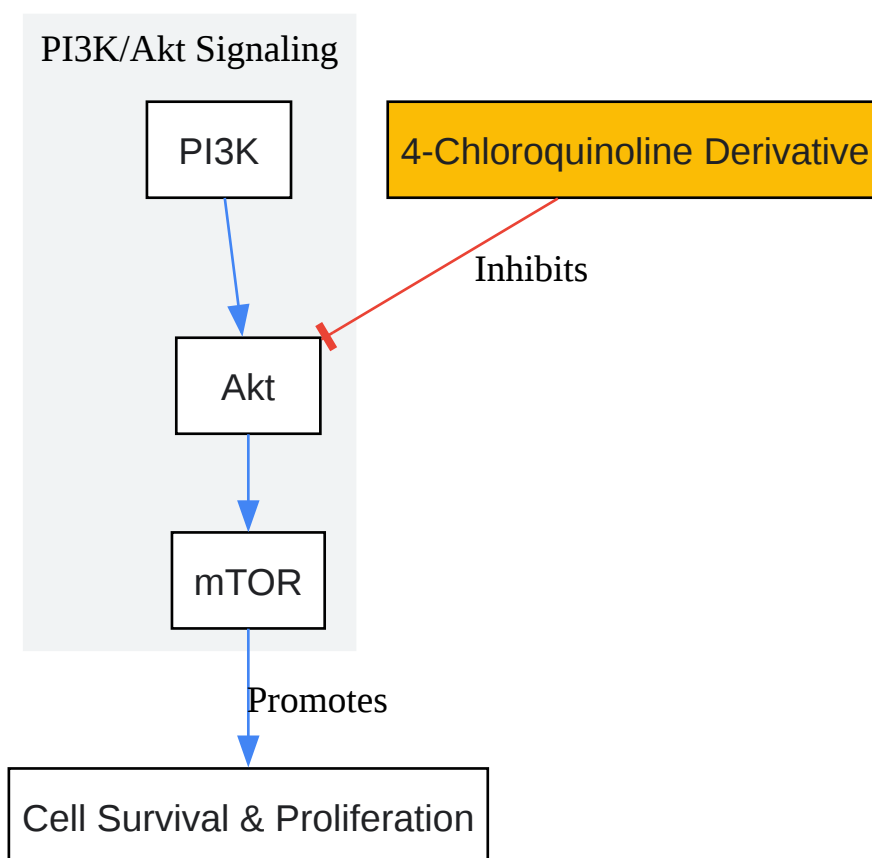 PI3K/Akt Signaling
PI3K
4-Chloroquinoline Derivative
Inhibits
Akt
mTOR
Promotes
Cell Survival & Proliferation